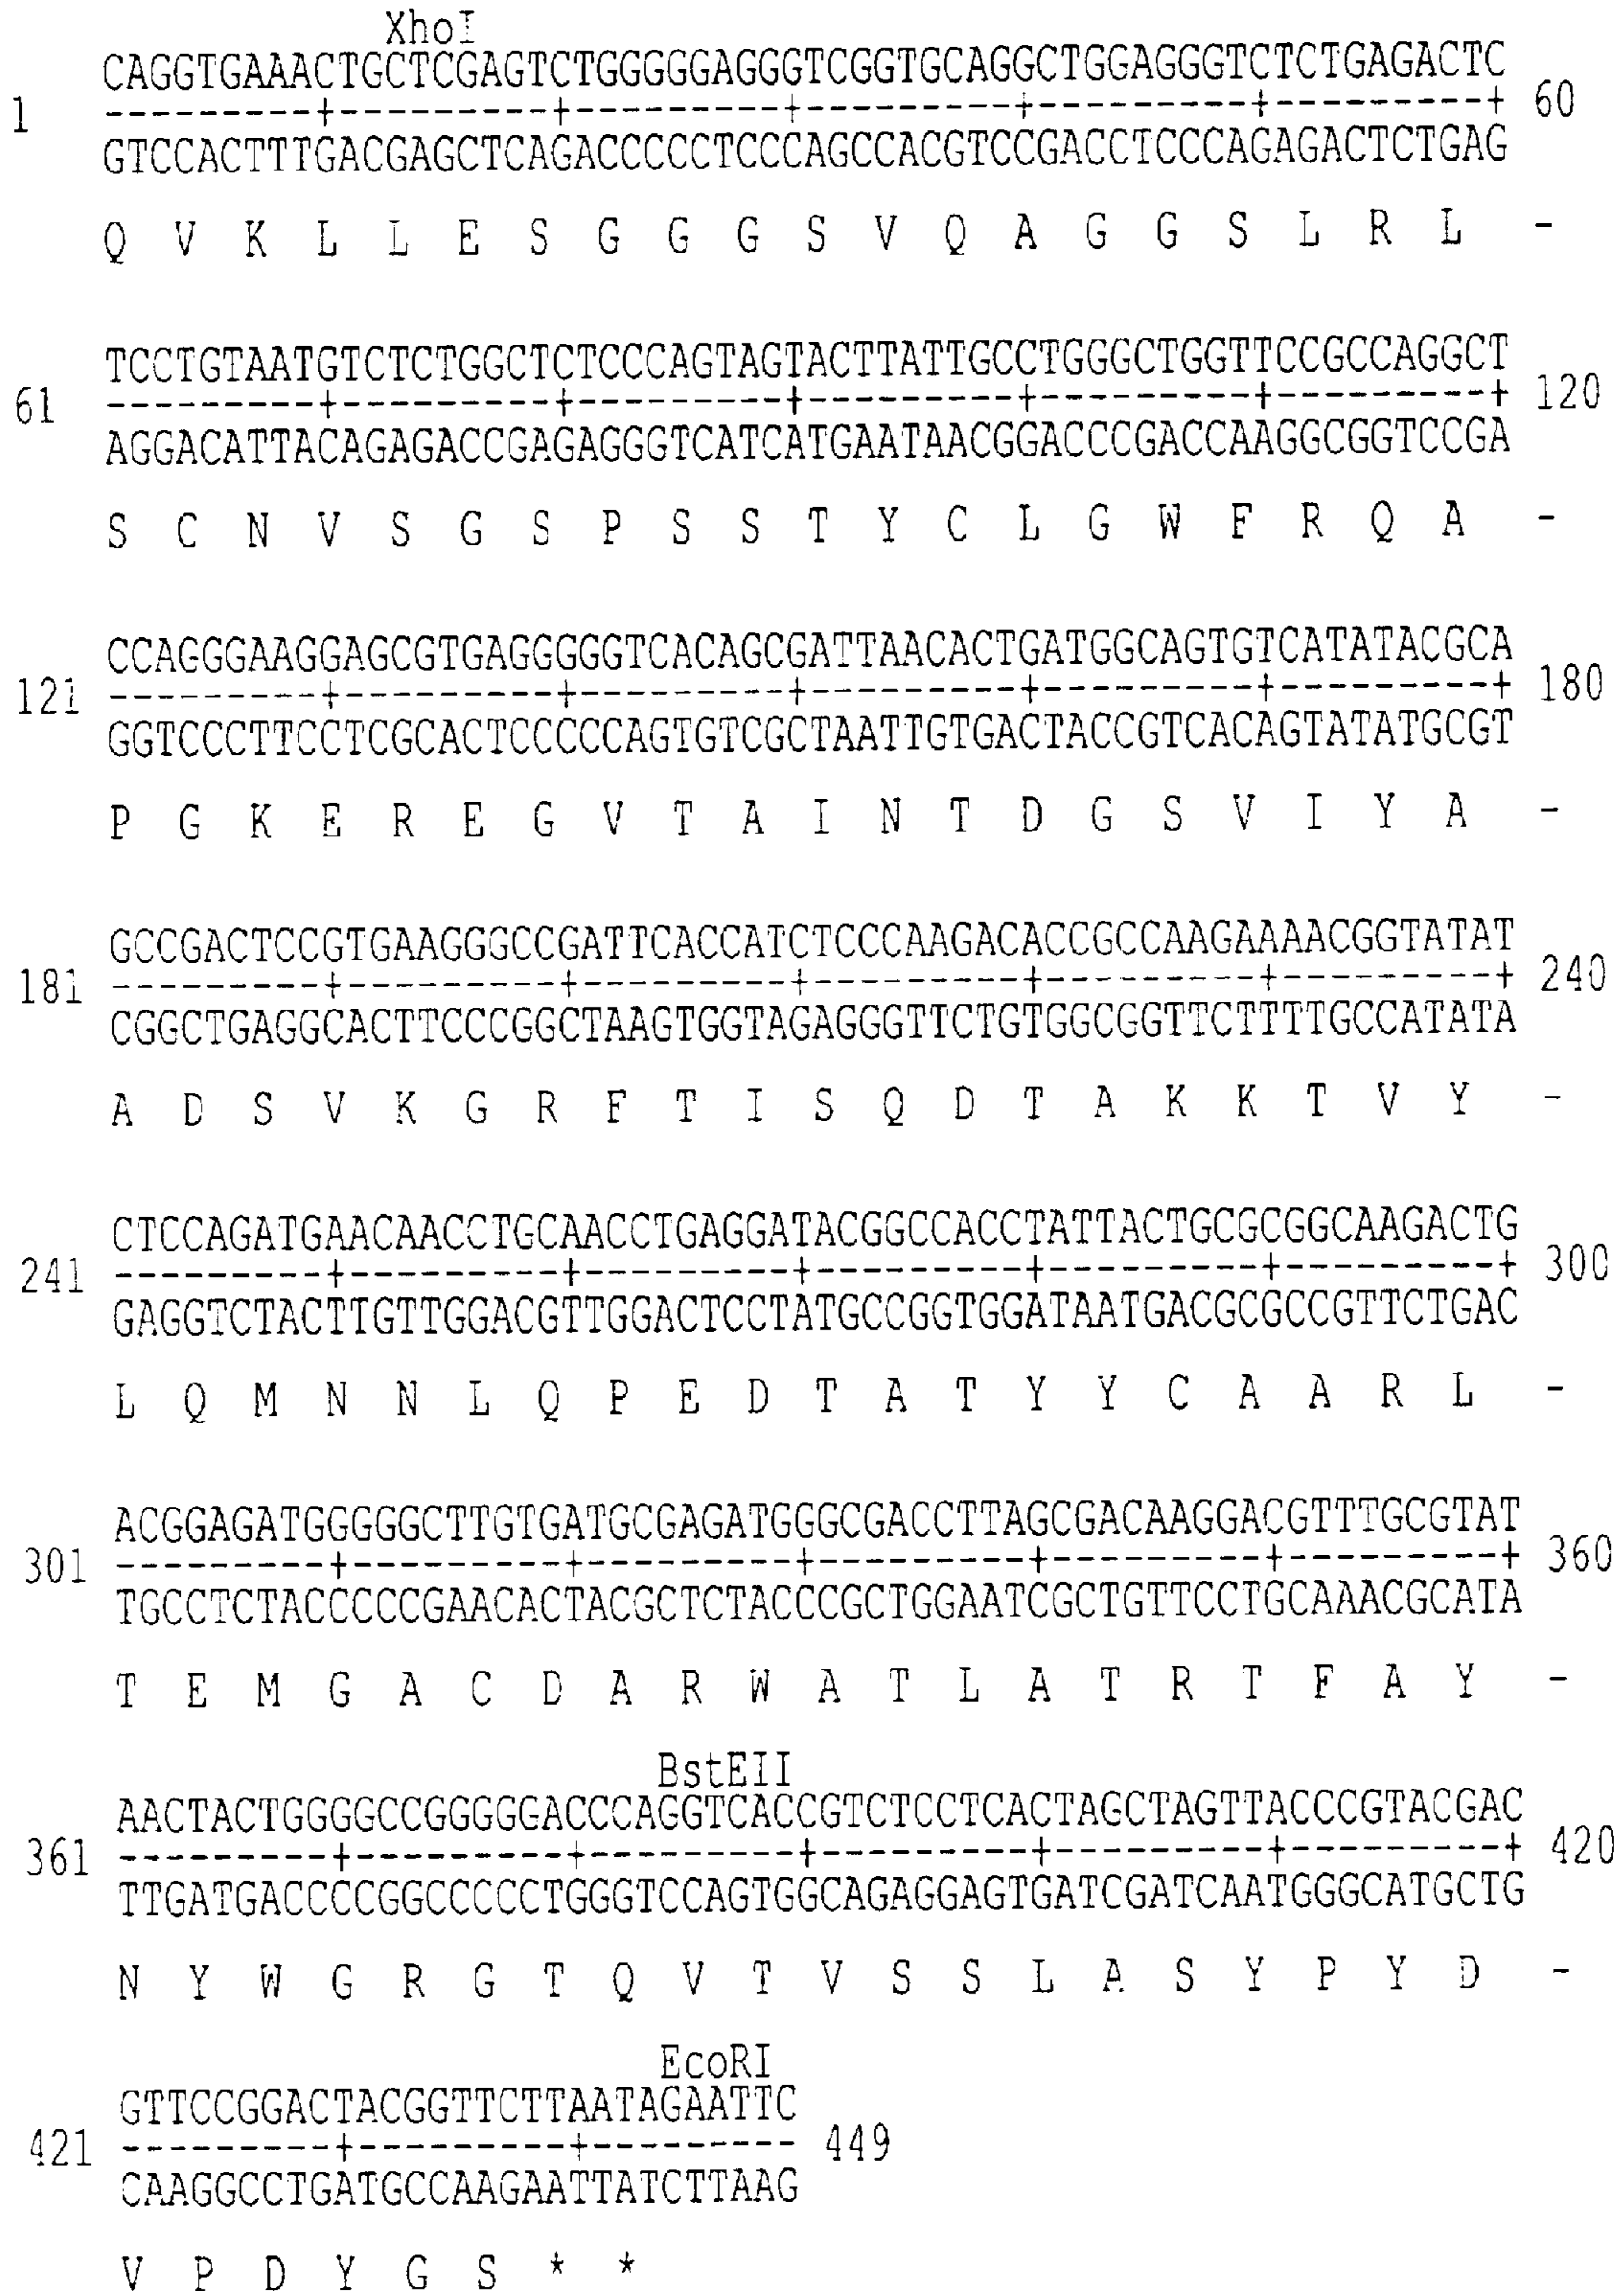 XhoI
CAGGTGAAACTGCTCGAGTCTGGGGGAGGGTCGGTGCAGGCTGGAGGGTCTCTGAGACTC
1 ---------+---------+---------+---------+---------+---------+ 60
GTCCACTTTGACGAGCTCAGACCCCCTCCCAGCCACGTCCGACCTCCCAGAGACTCTGAG
Q V K L L E S G G G S V Q A G G S L R L -
TCCTGTAATGTCTCTGGCTCTCCCAGTAGTACTTATTGCCTGGGCTGGTTCCGCCAGGCT
61 ---------+---------+---------+---------+---------+---------+ 120
AGGACATTACAGAGACCGAGAGGGTCATCATGAATAACGGACCCGACCAAGGCGGTCCGA
S C N V S G S P S S T Y C L G W F R Q A -
CCAGGGAAGGAGCGTGAGGGGGTCACAGCGATTAACACTGATGGCAGTGTCATATACGCA
121 ---------+---------+---------+---------+---------+---------+ 180
GGTCCCTTCCTCGCACTCCCCCAGTGTCGCTAATTGTGACTACCGTCACAGTATATGCGT
P G K E R E G V T A I N T D G S V I Y A -
GCCGACTCCGTGAAGGGCCGATTCACCATCTCCCAAGACACCGCCAAGAAAACGGTATAT
181 ---------+---------+---------+---------+---------+---------+ 240
CGGCTGAGGCACTTCCCGGCTAAGTGGTAGAGGGTTCTGTGGCGGTTCTTTTGCCATATA
A D S V K G R F T I S Q D T A K K T V Y -
CTCCAGATGAACAACCTGCAACCTGAGGATACGGCCACCTATTACTGCGCGGCAAGACTG
241 ---------+---------+---------+---------+---------+---------+ 300
GAGGTCTACTTGTTGGACGTTGGACTCCTATGCCGGTGGATAATGACGCGCCGTTCTGAC
L Q M N N L Q P E D T A T Y Y C A A R L -
ACGGAGATGGGGGCTTGTGATGCGAGATGGGCGACCTTAGCGACAAGGACGTTTGCGTAT
301 ---------+---------+---------+---------+---------+---------+ 360
TGCCTCTACCCCCGAACACTACGCTCTACCCGCTGGAATCGCTGTTCCTGCAAACGCATA
T E M G A C D A R W A T L A T R T F A Y -
BstEII
AACTACTGGGGCCGGGGGACCCAGGTCACCGTCTCCTCACTAGCTAGTTACCCGTACGAC
361 ---------+---------+---------+---------+---------+---------+ 420
TTGATGACCCCGGCCCCCTGGGTCCAGTGGCAGAGGAGTGATCGATCAATGGGCATGCTG
N Y W G R G T Q V T V S S L A S Y P Y D -
EcoRI
GTTCCGGACTACGGTTCTTAATAGAATTC
421 ---------+---------+--------- 449
CAAGGCCTGATGCCAAGAATTATCTTAAG
V P D Y G S * *